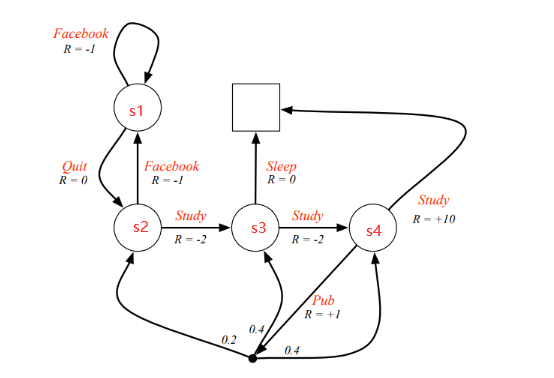 Facebook
R = -1
s1
Quit
R = 0
Facebook
R = -1
Sleep
R = 0
s2
Study
R = -2
s3
Study
R = -2
s4
Study
R = +10
Pub
R = +1
0.2
0.4
0.4